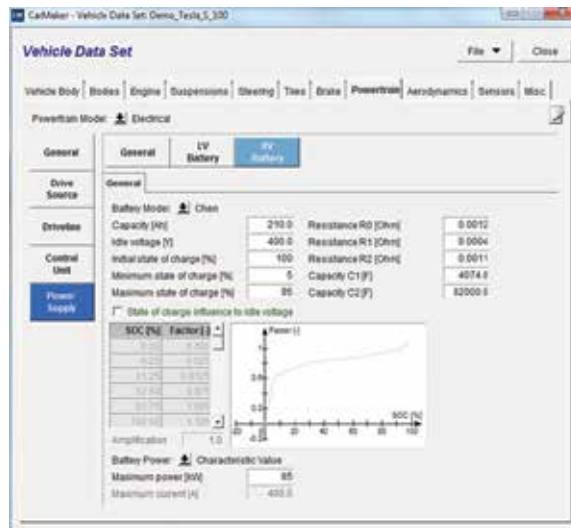 CarMaker - Vehicle Data Set: Demo_Tesla_S_100
Vehicle Data Set
File ▼ Close
Vehicle Body Bodies Engine Suspensions Steering Tires Brake Powertrain Aerodynamics Sensors Misc.
Powertrain Model: Electrical
General
Drive Source
Driveline
Control Unit
Power Supply
General LV Battery HV Battery
General
Battery Model: Chen
Capacity [Ah] 210.0 Resistance R0 [Ohm] 0.0012
Idle voltage [V] 400.0 Resistance R1 [Ohm] 0.0004
Initial state of charge [%] 100 Resistance R2 [Ohm] 0.0011
Minimum state of charge [%] 5 Capacity C1 [F] 4074.0
Maximum state of charge [%] Capacity C2 [F] 82000.0
State of charge influence to idle voltage
SOC [%] Factor [-]
Factor [-]
SOC [%]
Amplification 1.0
Battery Power: Characteristic Value
Maximum power [kW]
Maximum current [A] 400.0